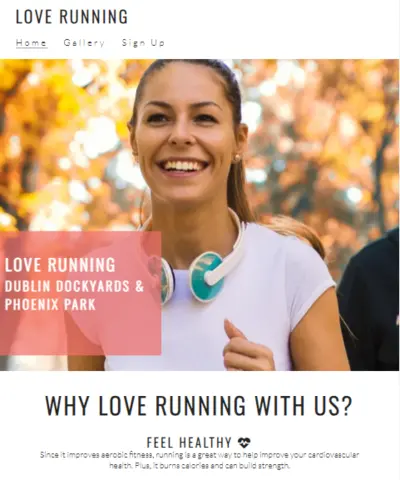 LOVE RUNNING
Home Gallery Sign Up
LOVE RUNNING
DUBLIN DOCKYARDS &
PHOENIX PARK
WHY LOVE RUNNING WITH US?
FEEL HEALTHY
Since it improves aerobic fitness, running is a great way to help improve your cardiovascular
health. Plus, it burns calories and can build strength.